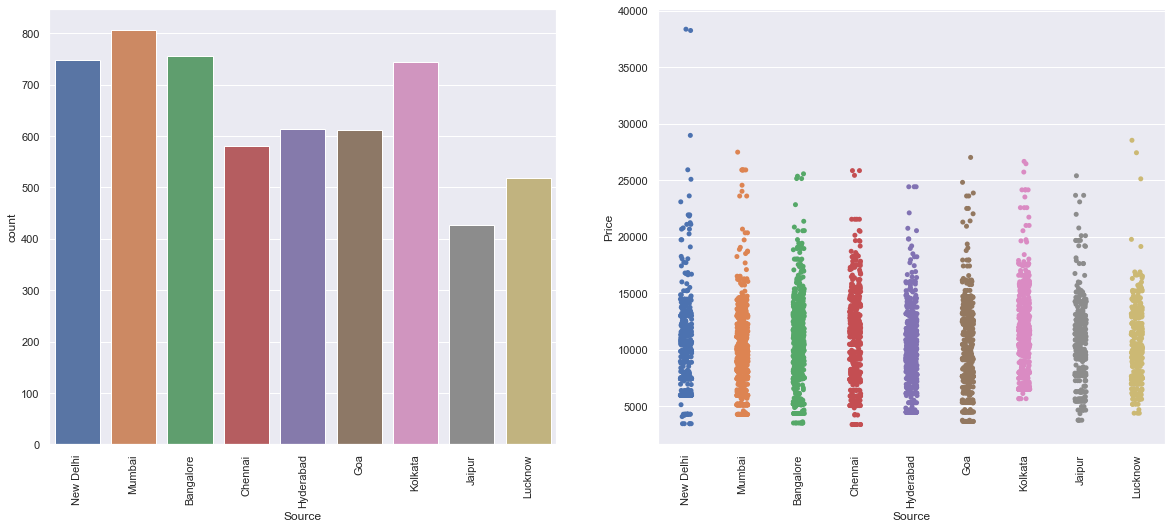 800
700
600
500
400
300
200
100
0
count
New Delhi
Mumbai
Bangalore
Chennai
Hyderabad
Goa
Kolkata
Jaipur
Lucknow
Source
40000
35000
30000
25000
20000
15000
10000
5000
Price
New Delhi
Mumbai
Bangalore
Chennai
Hyderabad
Goa
Kolkata
Jaipur
Lucknow
Source